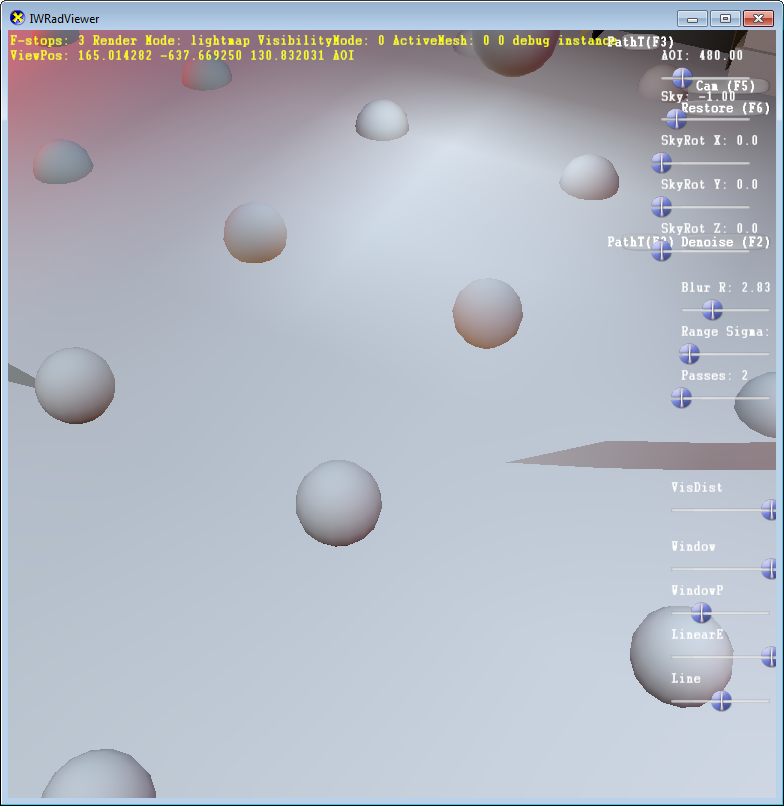 IWRadViewer
F-stops: 3 Render Mode: lightmap VisibilityMode: 0 ActiveMesh: 0 0 debug instance
PathT(F3)
ViewPos: 165.014282 -637.669250 130.832031 AOI
AOI: 480.00
Cam (F5)
Sky: -1.00
Restore (F6)
SkyRot X: 0.0
SkyRot Y: 0.0
SkyRot Z: 0.0
Denoise (F2)
Blur R: 2.83
Range Sigma:
Passes: 2
VisDist
Window
WindowP
LinearE
Line